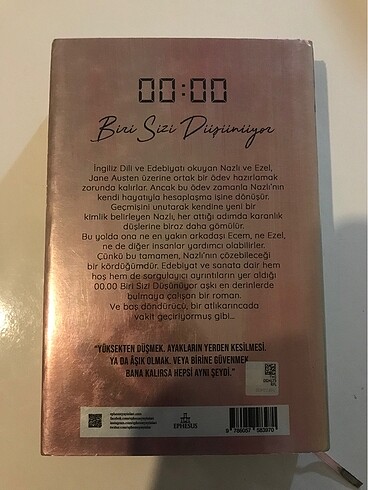 00:00
Biri Sizi Düşünüyor
İngiliz Dili ve Edebiyatı okuyan Nazlı ve Ezel,
Jane Austen üzerine ortak bir ödev hazırlamak
zorunda kalırlar. Ancak bu ödev zamanla Nazlı'nın
kendi hayatıyla hesaplaşma işine dönüşür.
Geçmişini unutarak kendine yeni bir
kimlik belirleyen Nazlı, her attığı adımda karanlık
düşlerine biraz daha gömülür.
Bu yolda ona ne en yakın arkadaşı Ecem, ne Ezel,
ne de diğer insanlar yardımcı olabilirler.
Çünkü bu tamamen, Nazlı'nın çözebileceği
bir kördüğümdür. Edebiyat ve sanata dair hem
hoş hem de sorgulayıcı ayrıntıların yer aldığı
00.00 Biri Sizi Düşünüyor aşkı en derinlerde
bulmaya çalışan bir roman.
Ve baş döndürücü, bir atlıkarıncada
vakit geçiriyormuş gibi...
"YÜKSEKTEN DÜŞMEK. AYAKLARIN YERDEN KESİLMESİ.
YA DA ÂŞIK OLMAK. VEYA BİRİNE GÜVENMEK.
BANA KALIRSA HEPSİ AYNI ŞEYDİ."
EPHESUS